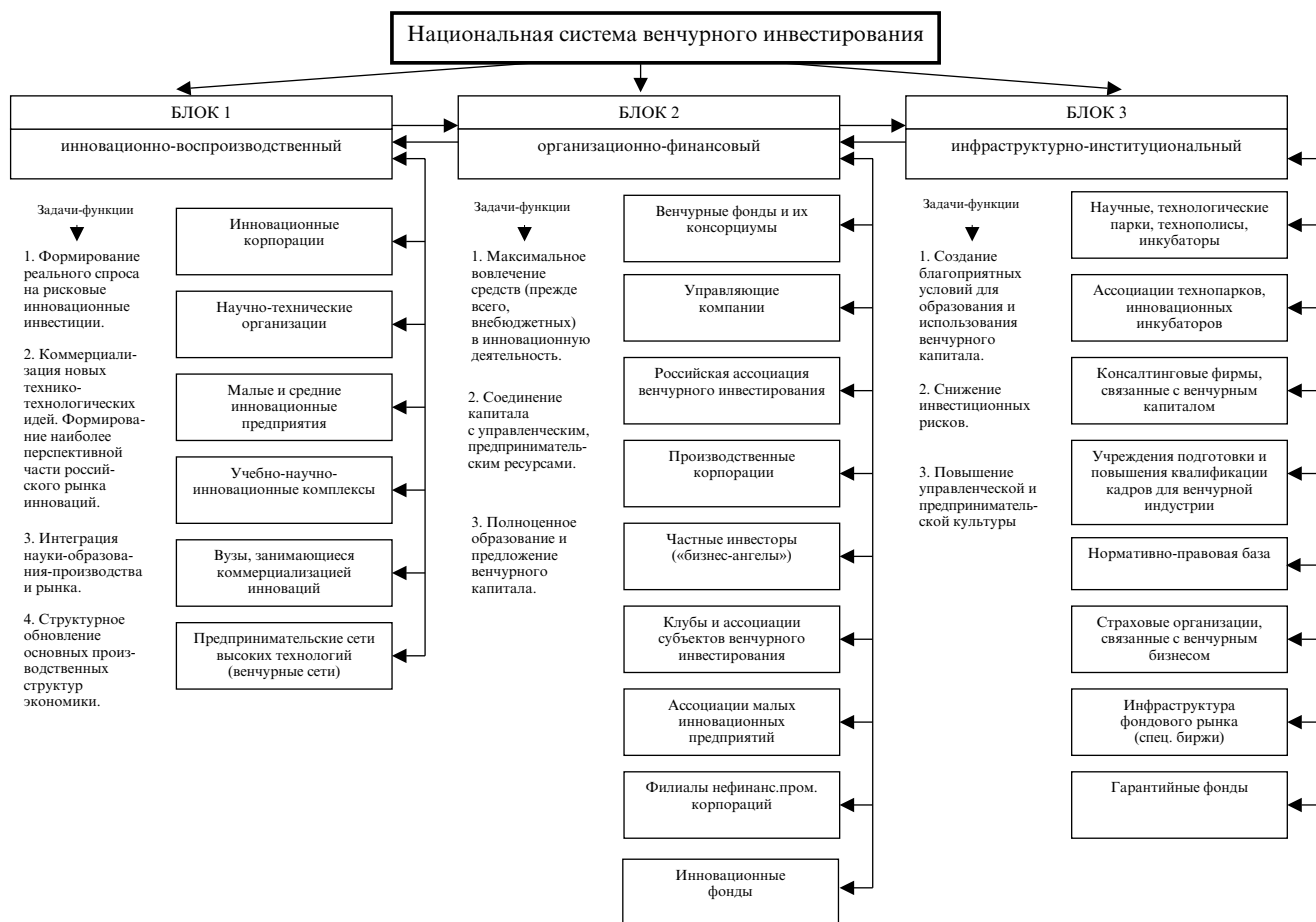 Национальная система венчурного инвестирования
БЛОК 1
инновационно-воспроизводственный
Задачи-функции
1. Формирование
реального спроса
на рисковые
инновационные
инвестиции.
2. Коммерциали-
зация новых
технико-
технологических
идей. Формирова-
ние наиболее
перспективной
части россий-
ского рынка
инноваций.
3. Интеграция
науки-образова-
ния-производства
и рынка.
4. Структурное
обновление
основных произ-
водственных
структур
экономики.
Инновационные
корпорации
Научно-технические
организации
Малые и средние
инновационные
предприятия
Учебно-научно-
инновационные комплексы
Вузы, занимающиеся
коммерциализацией
инноваций
Предпринимательские сети
высоких технологий
(венчурные сети)
БЛОК 2
организационно-финансовый
Задачи-функции
1. Максимальное
вовлечение
средств (прежде
всего,
внебюджетных)
в инновационную
деятельность.
2. Соединение
капитала
с управленческим,
предприниматель-
ским ресурсами.
3. Полноценное
образование и
предложение
венчурного
капитала.
Венчурные фонды и их
консорциумы
Управляющие
компании
Российская ассоциация
венчурного инвестирования
Производственные
корпорации
Частные инвесторы
(«бизнес-ангелы»)
Клубы и ассоциации
субъектов венчурного
инвестирования
Ассоциации малых
инновационных
предприятий
Филиалы нефинанс.пром.
корпораций
Инновационные
фонды
БЛОК 3
инфраструктурно-институциональный
Задачи-функции
1. Создание
благоприятных
условий для
образования и
использования
венчурного
капитала.
2. Снижение
инвестиционных
рисков.
3. Повышение
управленческой и
предприниматель-
ской культуры
Научные, технологические
парки, технополисы,
инкубаторы
Ассоциации технопарков,
инновационных
инкубаторов
Консалтинговые фирмы,
связанные с венчурным
капиталом
Учреждения подготовки и
повышения квалификации
кадров для венчурной
индустрии
Нормативно-правовая база
Страховые организации,
связанные с венчурным
бизнесом
Инфраструктура
фондового рынка
(спец. биржи)
Гарантийные фонды